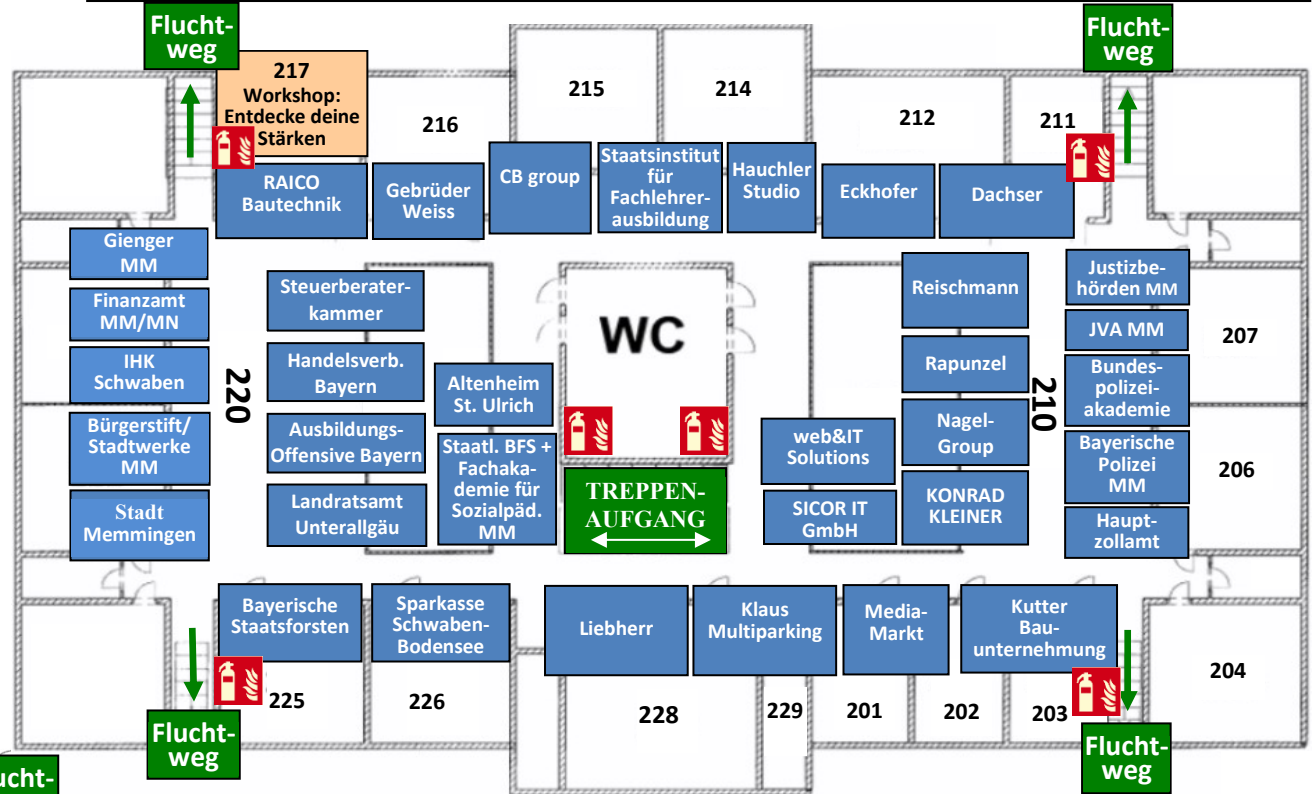 Flucht-
weg
Flucht-
weg
217
Workshop:
Entdecke deine
Stärken
216
215
214
212
211
RAICO
Bautechnik
Gebrüder
Weiss
CB group
Staatsinstitut
für
Fachlehrer-
ausbildung
Hauchler
Studio
Eckhofer
Dachser
Gienger
MM
Finanzamt
MM/MN
IHK
Schwaben
Bürgerstift/
Stadtwerke
MM
Stadt
Memmingen
220
Steuerberater-
kammer
Handelsverb.
Bayern
Ausbildungs-
Offensive Bayern
Landratsamt
Unterallgäu
Altenheim
St. Ulrich
Staatl. BFS +
Fachaka-
demie für
Sozialpäd.
MM
WC
TREPPEN-
AUFGANG
web&IT
Solutions
SICOR IT
GmbH
Reischmann
Rapunzel
Nagel-
Group
KONRAD
KLEINER
210
Justizbe-
hörden MM
JVA MM
Bundes-
polizei-
akademie
Bayerische
Polizei
MM
Haupt-
zollamt
207
206
Bayerische
Staatsforsten
Sparkasse
Schwaben-
Bodensee
Liebherr
Klaus
Multiparking
Media-
Markt
Kutter
Bau-
unternehmung
225
226
228
229
201
202
203
204
Flucht-
weg
Flucht-
weg
ucht-